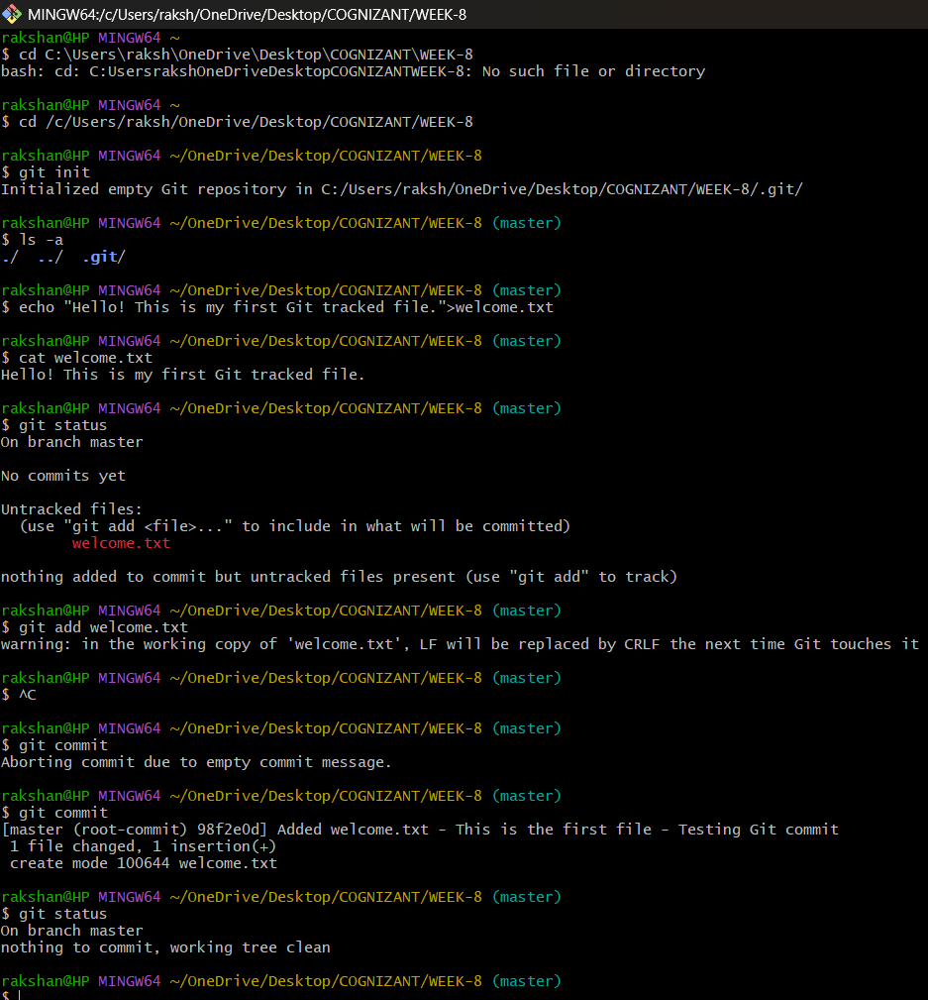 MINGW64:/c/Users/raksh/OneDrive/Desktop/COGNIZANT/WEEK-8
rakshan@HP MINGW64 ~
$ cd C:\Users\raksh\OneDrive\Desktop\COGNIZANT\WEEK-8
bash: cd: C:UsersrakshOneDriveDesktopCOGNIZANTWEEK-8: No such file or directory
rakshan@HP MINGW64 ~
$ cd /c/Users/raksh/OneDrive/Desktop/COGNIZANT/WEEK-8
rakshan@HP MINGW64 ~/OneDrive/Desktop/COGNIZANT/WEEK-8
$ git init
Initialized empty Git repository in C:/Users/raksh/OneDrive/Desktop/COGNIZANT/WEEK-8/.git/
rakshan@HP MINGW64 ~/OneDrive/Desktop/COGNIZANT/WEEK-8 (master)
$ ls -a
./  ../  .git/
rakshan@HP MINGW64 ~/OneDrive/Desktop/COGNIZANT/WEEK-8 (master)
$ echo "Hello! This is my first Git tracked file.">welcome.txt
rakshan@HP MINGW64 ~/OneDrive/Desktop/COGNIZANT/WEEK-8 (master)
$ cat welcome.txt
Hello! This is my first Git tracked file.
rakshan@HP MINGW64 ~/OneDrive/Desktop/COGNIZANT/WEEK-8 (master)
$ git status
On branch master
No commits yet
Untracked files:
  (use "git add <file>..." to include in what will be committed)
        welcome.txt
nothing added to commit but untracked files present (use "git add" to track)
rakshan@HP MINGW64 ~/OneDrive/Desktop/COGNIZANT/WEEK-8 (master)
$ git add welcome.txt
warning: in the working copy of 'welcome.txt', LF will be replaced by CRLF the next time Git touches it
rakshan@HP MINGW64 ~/OneDrive/Desktop/COGNIZANT/WEEK-8 (master)
$ ^C
rakshan@HP MINGW64 ~/OneDrive/Desktop/COGNIZANT/WEEK-8 (master)
$ git commit
Aborting commit due to empty commit message.
rakshan@HP MINGW64 ~/OneDrive/Desktop/COGNIZANT/WEEK-8 (master)
$ git commit
[master (root-commit) 98f2e0d] Added welcome.txt - This is the first file - Testing Git commit
 1 file changed, 1 insertion(+)
 create mode 100644 welcome.txt
rakshan@HP MINGW64 ~/OneDrive/Desktop/COGNIZANT/WEEK-8 (master)
$ git status
On branch master
nothing to commit, working tree clean
rakshan@HP MINGW64 ~/OneDrive/Desktop/COGNIZANT/WEEK-8 (master)
$